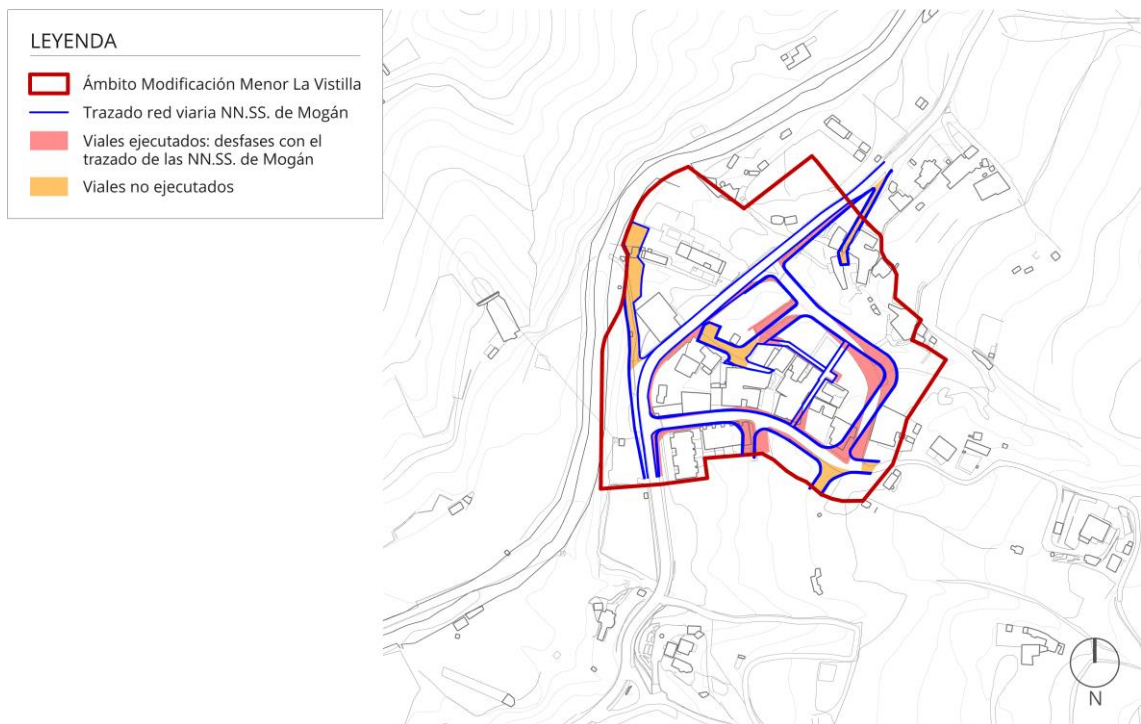 LEYENDA
Ámbito Modificación Menor La Vistilla
Trazado red viaria NN.SS. de Mogán
Viales ejecutados: desfases con el
trazado de las NN.SS. de Mogán
Viales no ejecutados
N